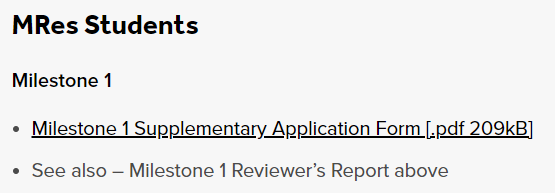 MRes Students
Milestone 1
• Milestone 1 Supplementary Application Form [.pdf 209kB]
• See also – Milestone 1 Reviewer’s Report above